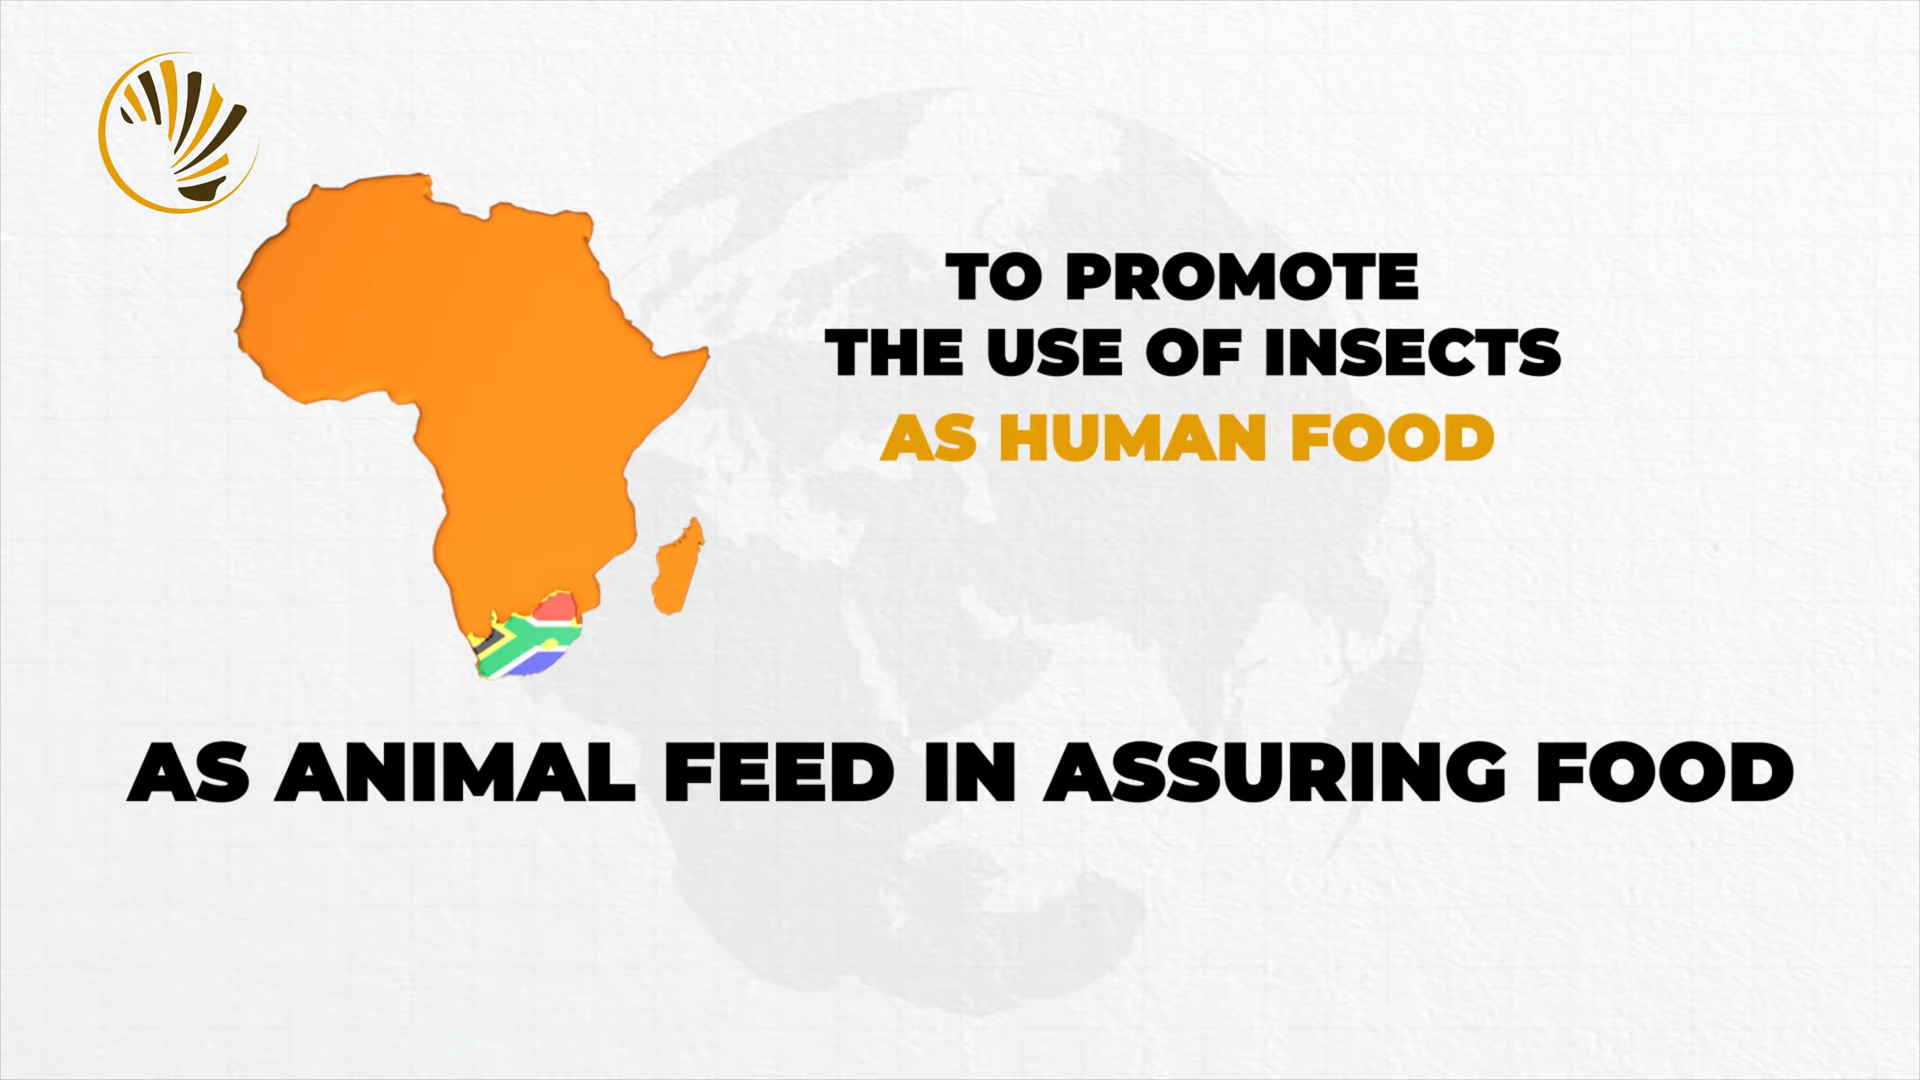 TO PROMOTE
THE USE OF INSECTS
AS HUMAN FOOD
AS ANIMAL FEED IN ASSURING FOOD